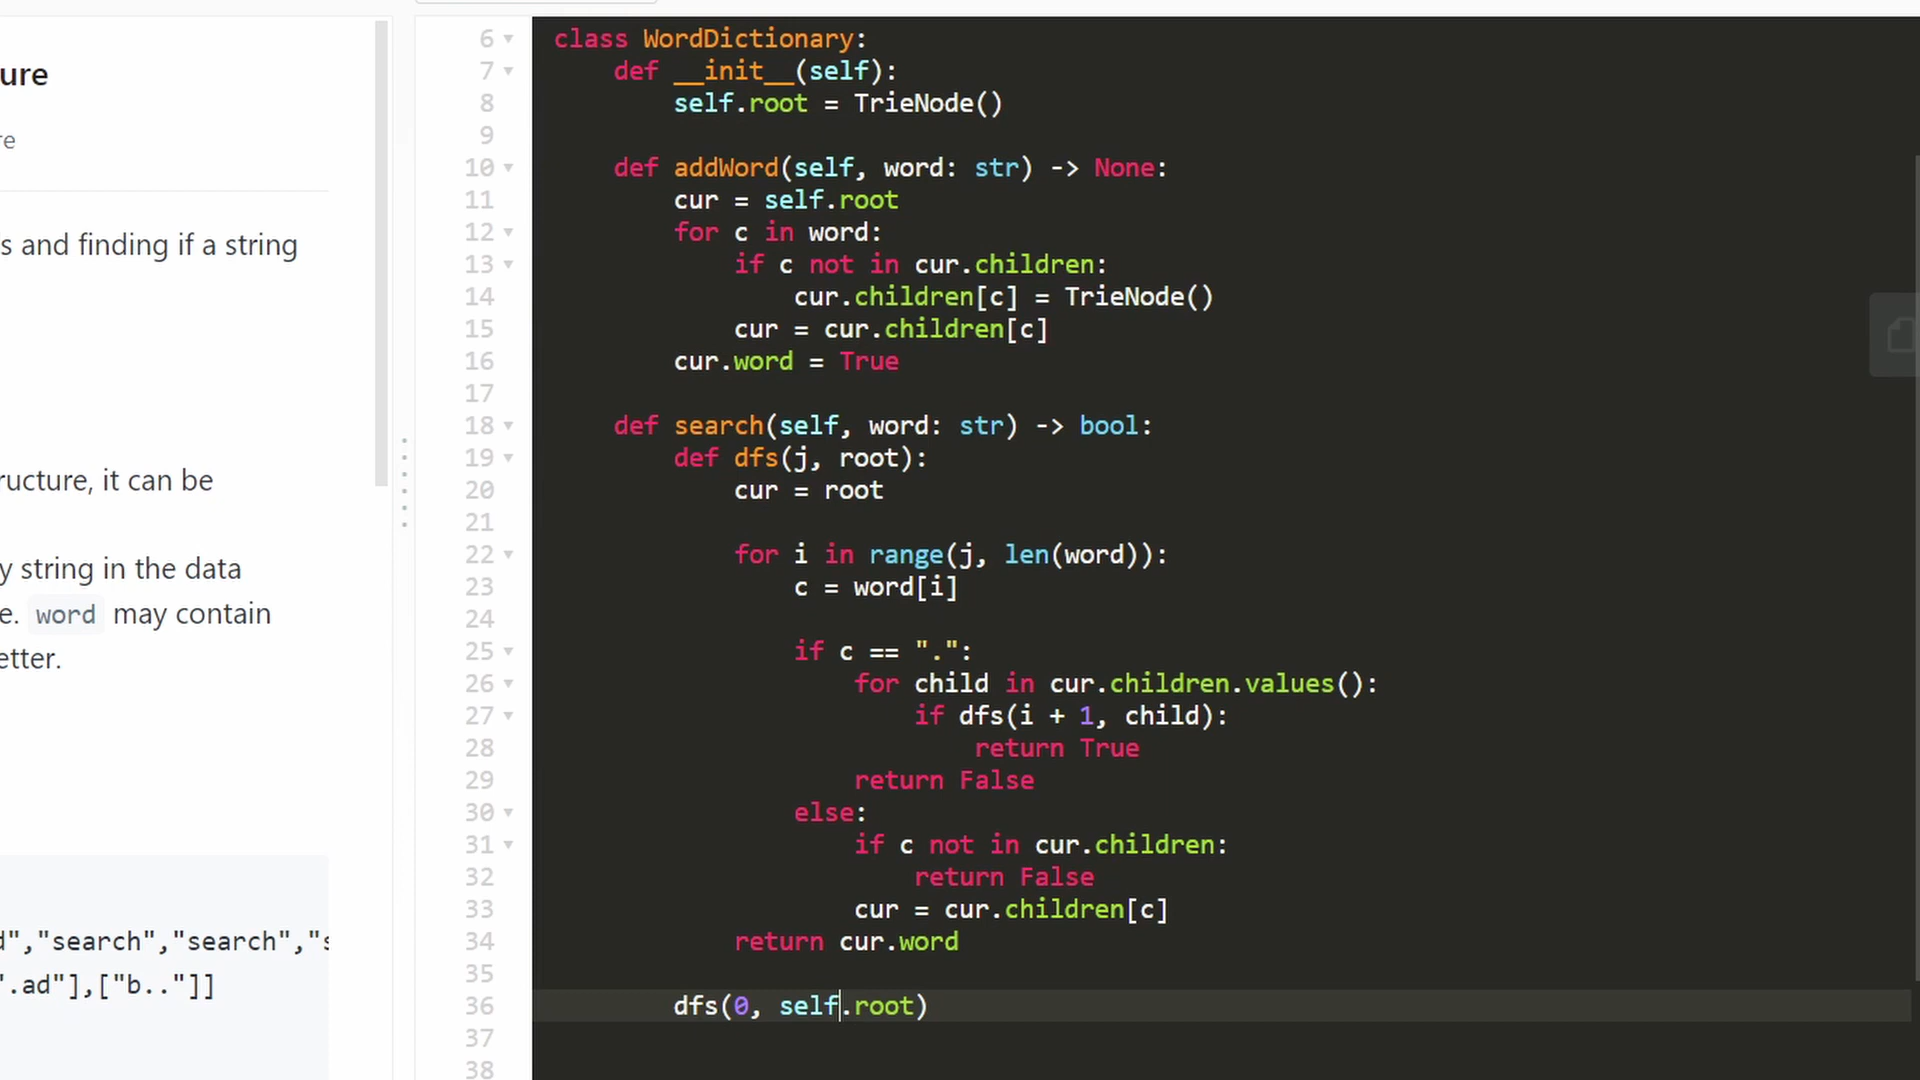 ure
re
s and finding if a string
ructure, it can be
y string in the data
e. word may contain
etter.
d","search","search","s
".ad"],["b.."]]
6 class WordDictionary:
7     def __init__(self):
8         self.root = TrieNode()
9
10     def addWord(self, word: str) -> None:
11         cur = self.root
12         for c in word:
13             if c not in cur.children:
14                 cur.children[c] = TrieNode()
15             cur = cur.children[c]
16         cur.word = True
17
18     def search(self, word: str) -> bool:
19         def dfs(j, root):
20             cur = root
21
22             for i in range(j, len(word)):
23                 c = word[i]
24
25                 if c == ".":
26                     for child in cur.children.values():
27                         if dfs(i + 1, child):
28                             return True
29                     return False
30                 else:
31                     if c not in cur.children:
32                         return False
33                     cur = cur.children[c]
34             return cur.word
35
36         dfs(0, self.root)
37
38